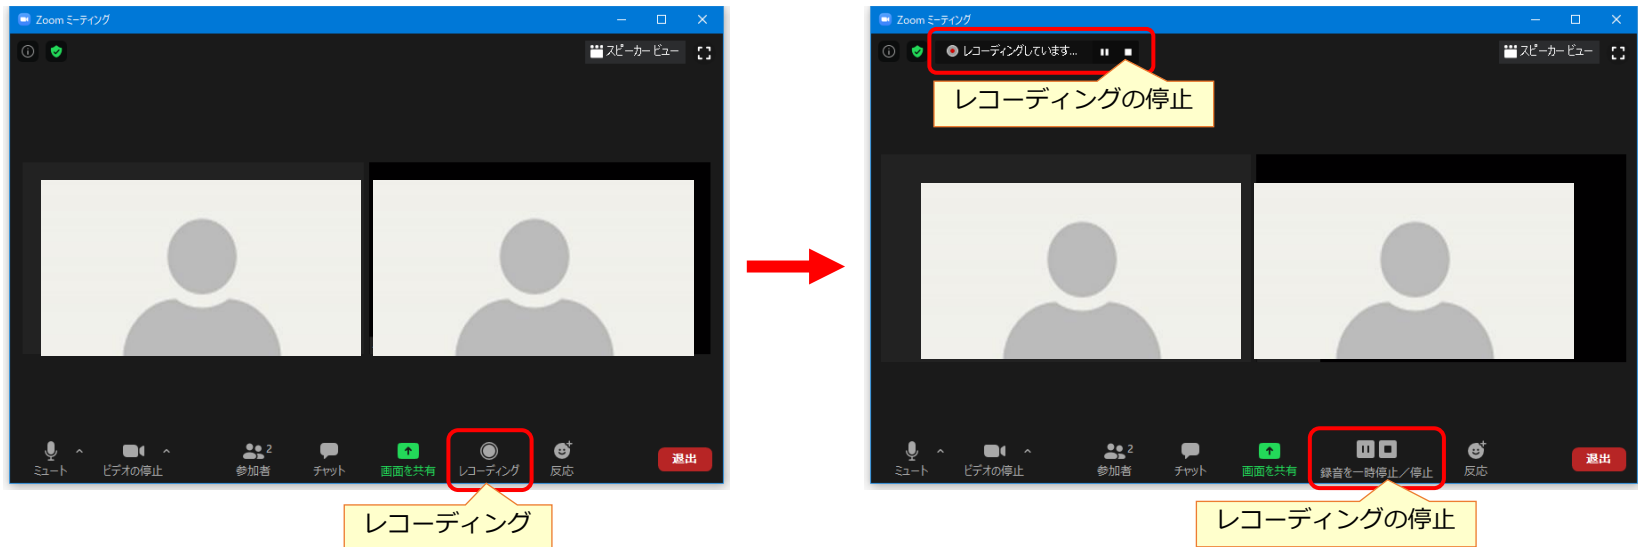 Zoom ミーティング
スピーカー ビュー
ミュート
ビデオの停止
参加者
2
チャット
画面を共有
レコーディング
反応
退出
レコーディング
Zoom ミーティング
レコーディングしています...
スピーカー ビュー
レコーディングの停止
ミュート
ビデオの停止
参加者
2
チャット
画面を共有
録音を一時停止／停止
反応
退出
レコーディングの停止